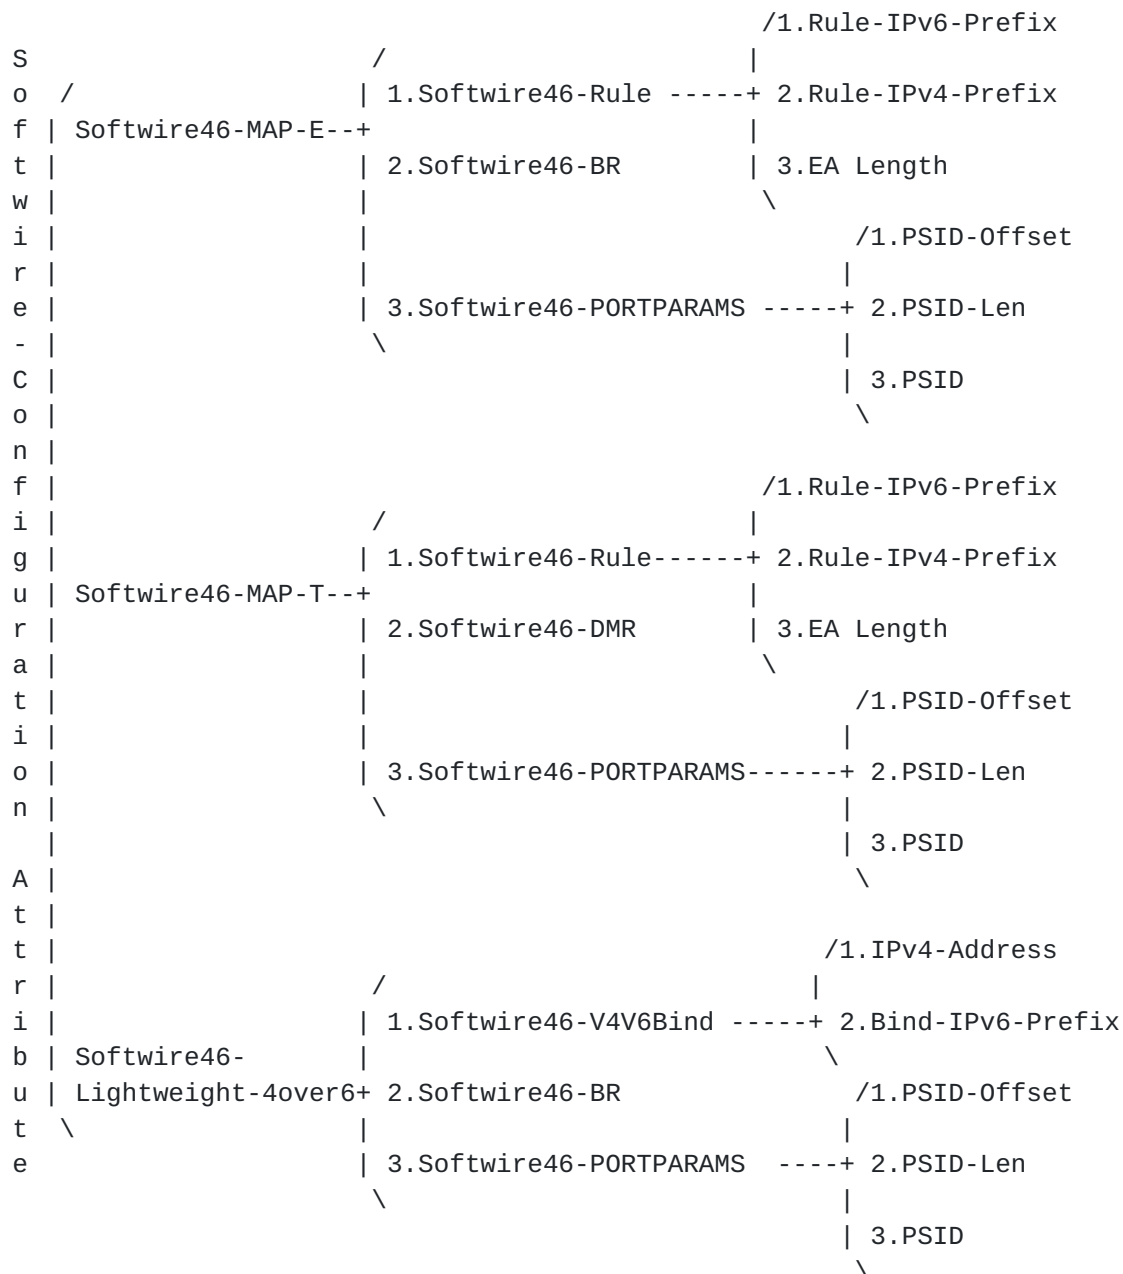 /1.Rule-IPv6-Prefix
S                       /                       |
o  /                   | 1.Softwire46-Rule -----+ 2.Rule-IPv4-Prefix
f | Softwire46-MAP-E--+                         |
t |                    | 2.Softwire46-BR        | 3.EA Length
w |                    |                         \
i |                    |                               /1.PSID-Offset
r |                    |                              |
e |                    | 3.Softwire46-PORTPARAMS -----+ 2.PSID-Len
- |                     \                             |
C |                                                   | 3.PSID
o |                                                    \
n |
f |                                              /1.Rule-IPv6-Prefix
i |                     /                       |
g |                    | 1.Softwire46-Rule------+ 2.Rule-IPv4-Prefix
u | Softwire46-MAP-T--+                         |
r |                    | 2.Softwire46-DMR       | 3.EA Length
a |                    |                         \
t |                    |                               /1.PSID-Offset
i |                    |                              |
o |                    | 3.Softwire46-PORTPARAMS------+ 2.PSID-Len
n |                     \                             |
  |                                                   | 3.PSID
A |                                                    \
t |
t |                                                  /1.IPv4-Address
r |                     /                           |
i |                    | 1.Softwire46-V4V6Bind -----+ 2.Bind-IPv6-Prefix
b | Softwire46-        |                             \
u | Lightweight-4over6+ 2.Softwire46-BR               /1.PSID-Offset
t  \                   |                              |
e                      | 3.Softwire46-PORTPARAMS  ----+ 2.PSID-Len
                        \                             |
                                                      | 3.PSID
                                                       \